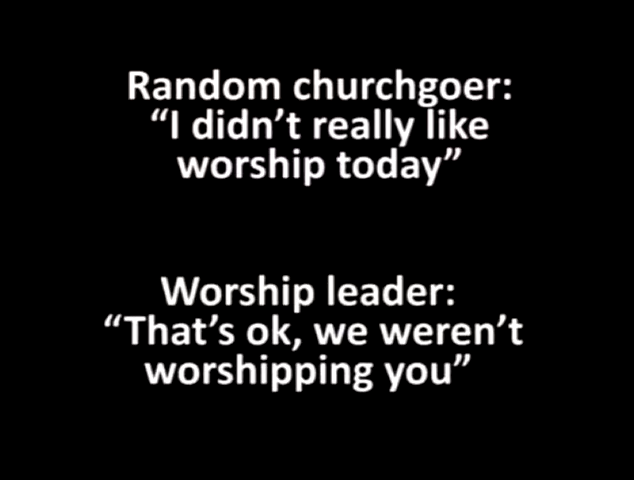 Random churchgoer:
“I didn’t really like
worship today”
Worship leader:
“That’s ok, we weren’t
worshipping you”